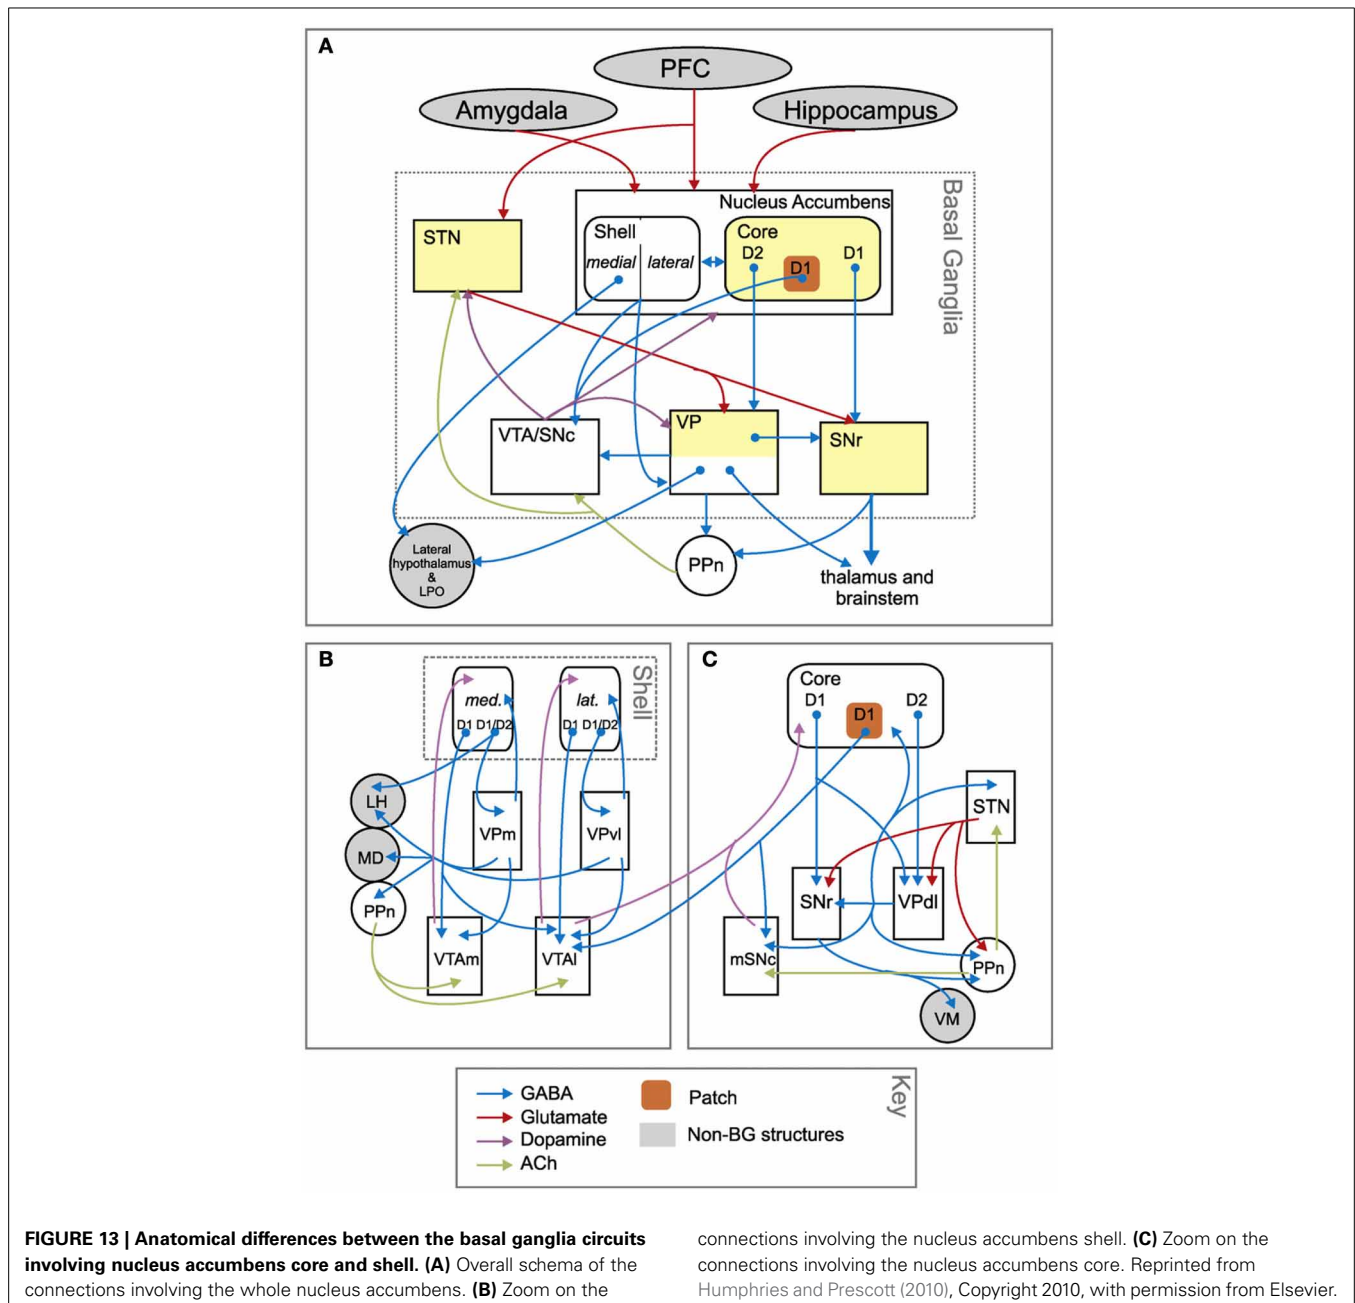 A
PFC
Amygdala
Hippocampus
Basal Ganglia
Nucleus Accumbens
STN
Shell
medial
lateral
Core
D2
D1
D1
VTA/SNc
VP
SNr
Lateral
hypothalamus
&
LPO
PPn
thalamus and
brainstem
B
Shell
med.
D1 D1/D2
lat.
D1 D1/D2
LH
MD
PPn
VPm
VPvl
VTAm
VTAl
C
Core
D1
D1
D2
STN
SNr
VPdl
mSNc
PPn
VM
Key
GABA
Glutamate
Dopamine
ACh
Patch
Non-BG structures
FIGURE 13 | Anatomical differences between the basal ganglia circuits
involving nucleus accumbens core and shell. (A) Overall schema of the
connections involving the whole nucleus accumbens. (B) Zoom on the
connections involving the nucleus accumbens shell. (C) Zoom on the
connections involving the nucleus accumbens core. Reprinted from
Humphries and Prescott (2010), Copyright 2010, with permission from Elsevier.